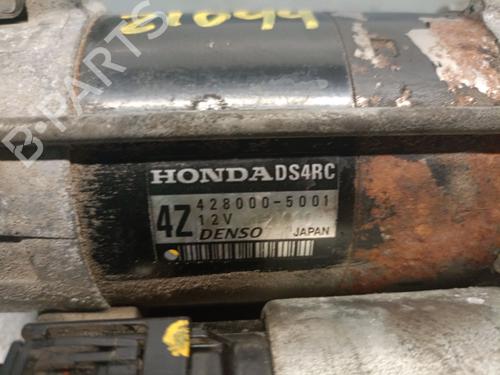 HONDA DS4RC
4Z 428000-5001
12V
DENSO JAPAN
B-PARTS